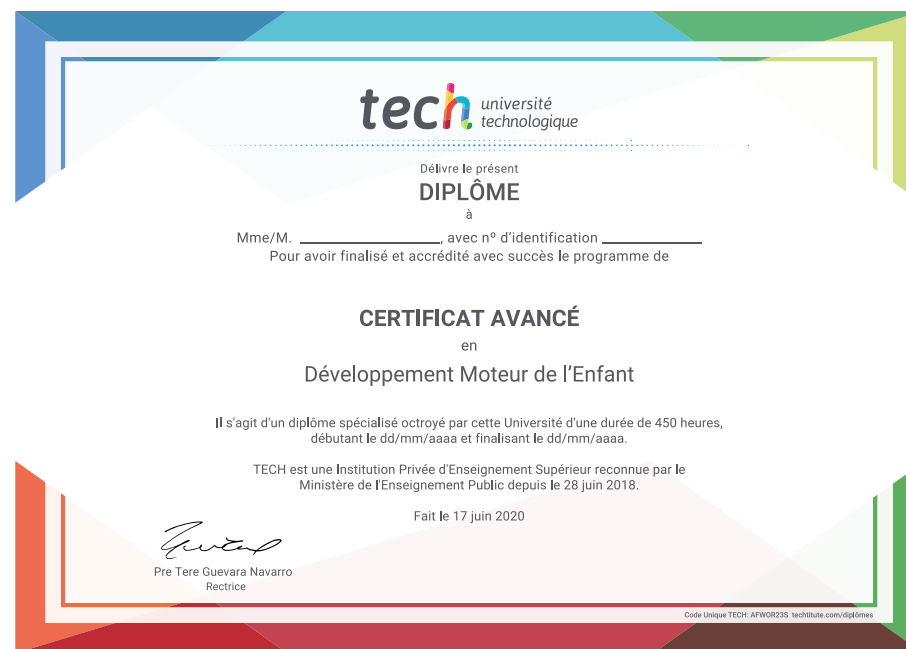 tech université
technologique
Délivre le présent
DIPLÔME
à
Mme/M. ____________________, avec nº d'identification ______________
Pour avoir finalisé et accrédité avec succès le programme de
CERTIFICAT AVANCÉ
en
Développement Moteur de l'Enfant
Il s'agit d'un diplôme spécialisé octroyé par cette Université d'une durée de 450 heures,
débutant le dd/mm/aaaa et finalisant le dd/mm/aaaa.
TECH est une Institution Privée d'Enseignement Supérieur reconnue par le
Ministère de l'Enseignement Public depuis le 28 juin 2018.
Fait le 17 juin 2020
Pre Tere Guevara Navarro
Rectrice
Code Unique TECH: AFWOR23S techtitute.com/diplômes